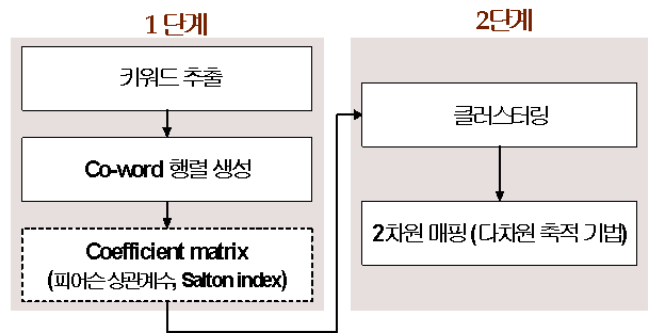 1 단계
키워드 추출
Co-word 행렬 생성
Coefficient matrix
(피어슨 상관계수, Salton index)
2단계
클러스터링
2차원 매핑 (다차원 축적 기법)